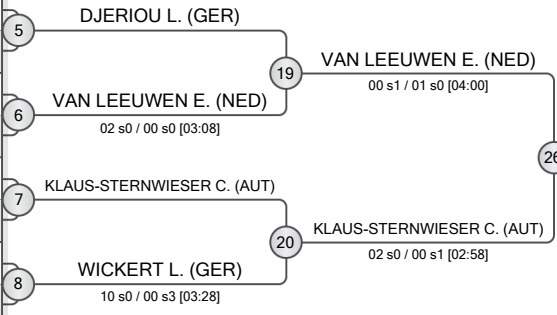 DJERIOU L. (GER)
5
19
VAN LEEUWEN E. (NED)
00 s1 / 01 s0 [04:00]
VAN LEEUWEN E. (NED)
6
02 s0 / 00 s0 [03:08]
26
KLAUS-STERNWIESER C. (AUT)
7
20
KLAUS-STERNWIESER C. (AUT)
02 s0 / 00 s1 [02:58]
WICKERT L. (GER)
8
10 s0 / 00 s3 [03:28]